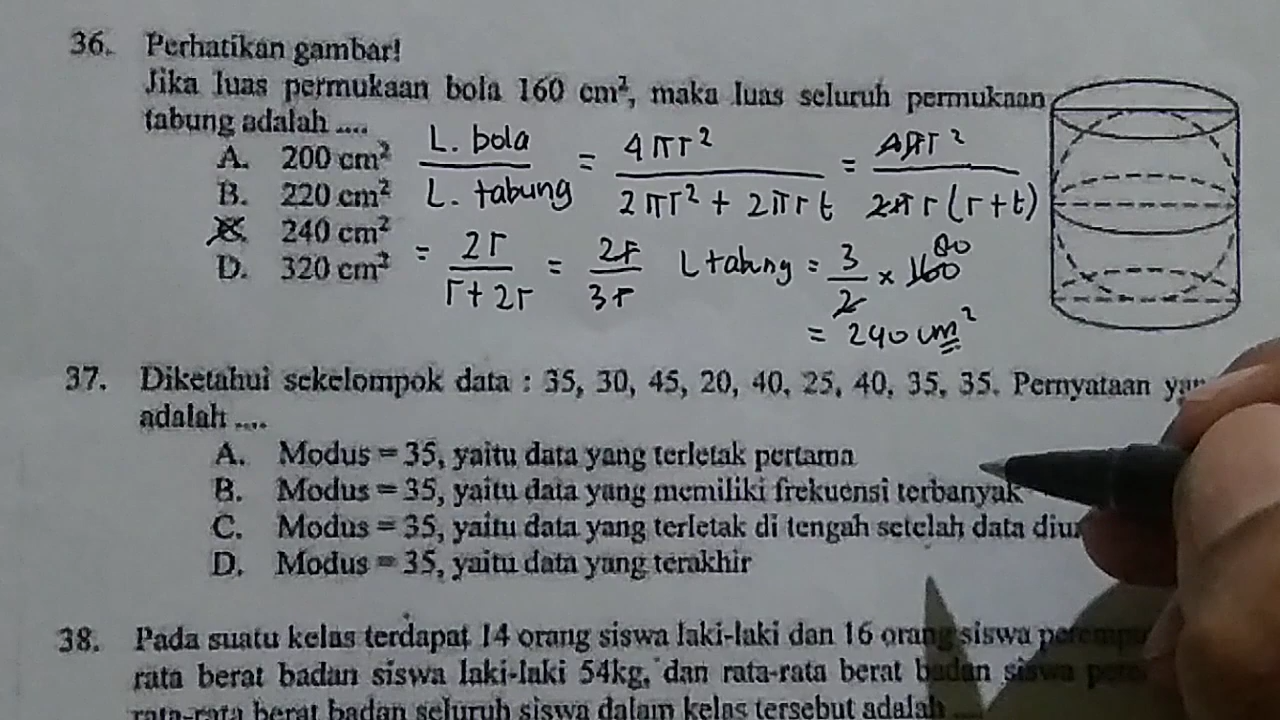 36. Perhatikan gambar!
Jika luas permukaan bola 160 cm², maka luas seluruh permukaan
tabung adalah ....
A. 200 cm²
B. 220 cm²
C. 240 cm²
D. 320 cm²
L. bola / L. tabung = 4πr² / 2πr² + 2πrt = 4πr² / 2πr(r+t)
= 2r / r+2r = 2r / 3r
L tabung = 3/2 × 160 80
= 240 cm²
37. Diketahui sekelompok data : 35, 30, 45, 20, 40, 25, 40, 35, 35. Pernyataan
adalah ....
A. Modus = 35, yaitu data yang terletak pertama
B. Modus = 35, yaitu data yang memiliki frekuensi terbanyak
C. Modus = 35, yaitu data yang terletak di tengah setelah data
D. Modus = 35, yaitu data yang terakhir
38. Pada suatu kelas terdapat 14 orang siswa laki-laki dan 16 orang siswa
rata berat badan siswa laki-laki 54kg, dan rata-rata berat badan siswa
rata-rata berat badan seluruh siswa dalam kelas tersebut adalah ....